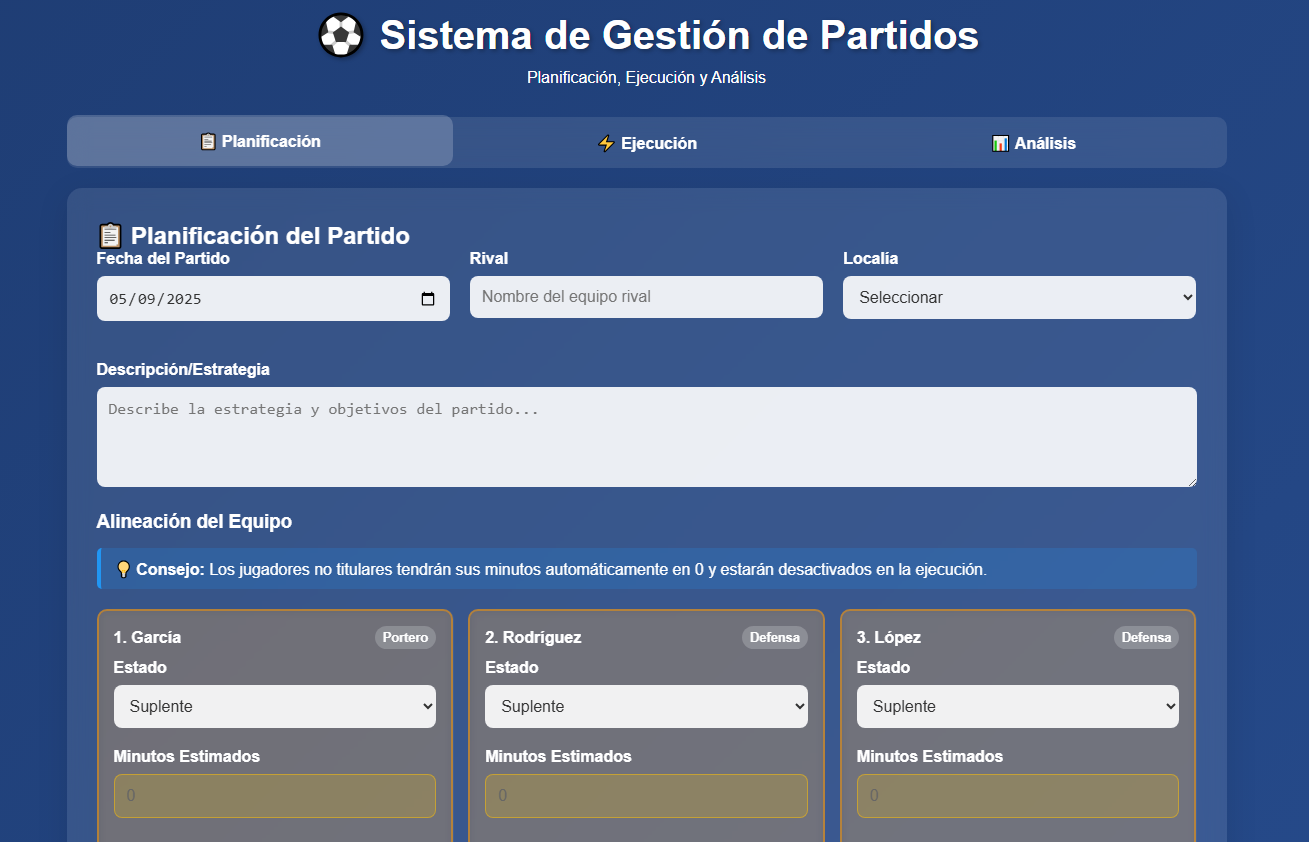 Sistema de Gestión de Partidos
Planificación, Ejecución y Análisis
Planificación
Ejecución
Análisis
Planificación del Partido
Fecha del Partido
Rival
Localía
05/09/2025
Nombre del equipo rival
Seleccionar
Descripción/Estrategia
Describe la estrategia y objetivos del partido...
Alineación del Equipo
Consejo: Los jugadores no titulares tendrán sus minutos automáticamente en 0 y estarán desactivados en la ejecución.
1. García
Portero
Estado
Suplente
Minutos Estimados
0
2. Rodríguez
Defensa
Estado
Suplente
Minutos Estimados
0
3. López
Defensa
Estado
Suplente
Minutos Estimados
0